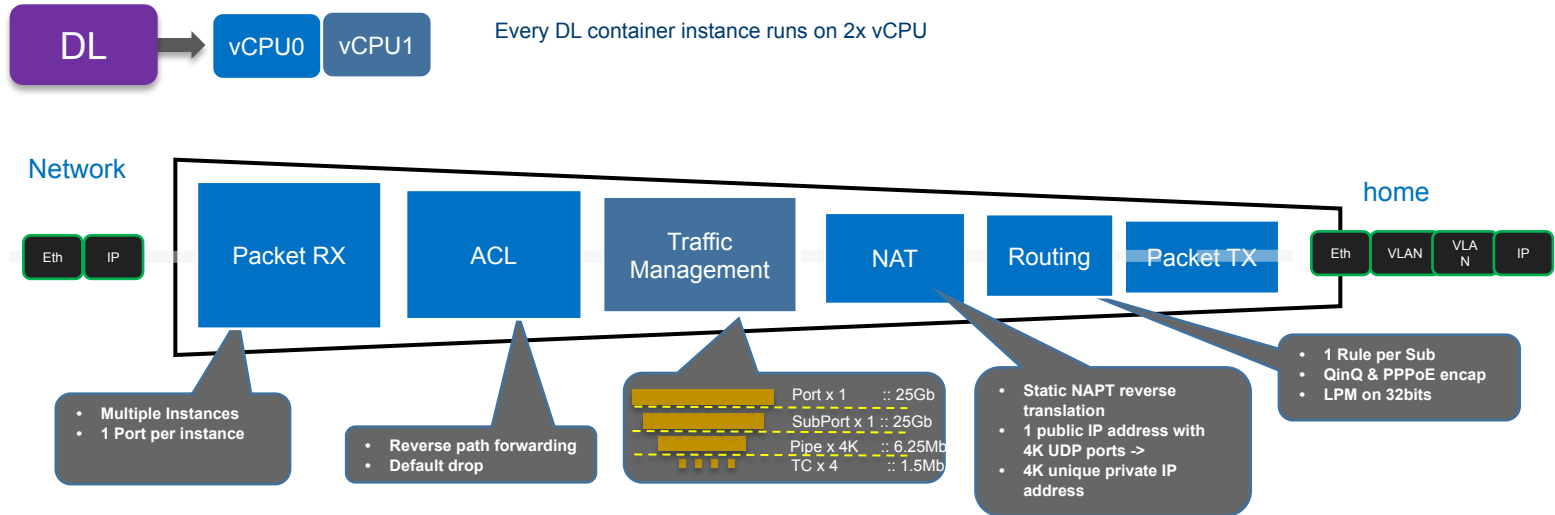 DL
vCPU0
vCPU1
Every DL container instance runs on 2x vCPU
Network
home
Eth
IP
Packet RX
ACL
Traffic
Management
NAT
Routing
Packet TX
Eth
VLAN
VLA
N
IP
• Multiple Instances
• 1 Port per instance
• Reverse path forwarding
• Default drop
Port x 1 :: 25Gb
SubPort x 1 :: 25Gb
Pipe x 4K :: 6.25Mb
TC x 4 :: 1.5Mb
• Static NAPT reverse
translation
• 1 public IP address with
4K UDP ports ->
• 4K unique private IP
address
• 1 Rule per Sub
• QinQ & PPPoE encap
• LPM on 32bits